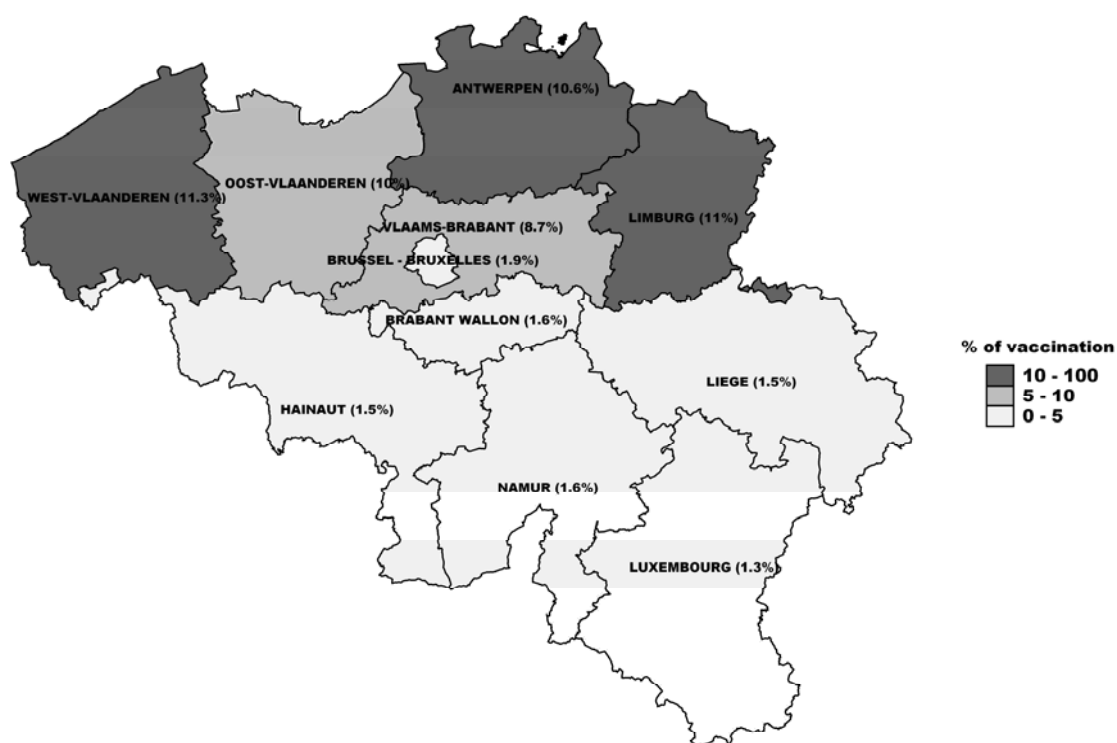 ANTWERPEN (10.6%)
OOST-VLAANDEREN (10%)
WEST-VLAANDEREN (11.3%)
LIMBURG (11%)
VLAAMS-BRABANT (8.7%)
BRUSSEL - BRUXELLES (1.9%)
BRABANT WALLON (1.6%)
% of vaccination
10 - 100
5 - 10
0 - 5
LIEGE (1.5%)
HAINAUT (1.5%)
NAMUR (1.6%)
LUXEMBOURG (1.3%)